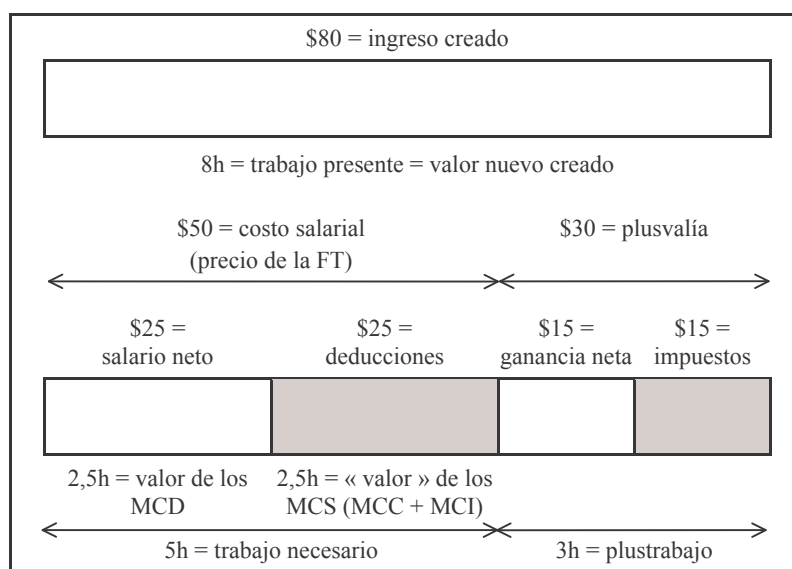 $80 = ingreso creado
8h = trabajo presente = valor nuevo creado
$50 = costo salarial
(precio de la FT)
$30 = plusvalía
$25 =
salario neto
$25 =
deducciones
$15 =
ganancia neta
$15 =
impuestos
2,5h = valor de los
MCD
2,5h = « valor » de los
MCS (MCC + MCI)
5h = trabajo necesario
3h = plustrabajo